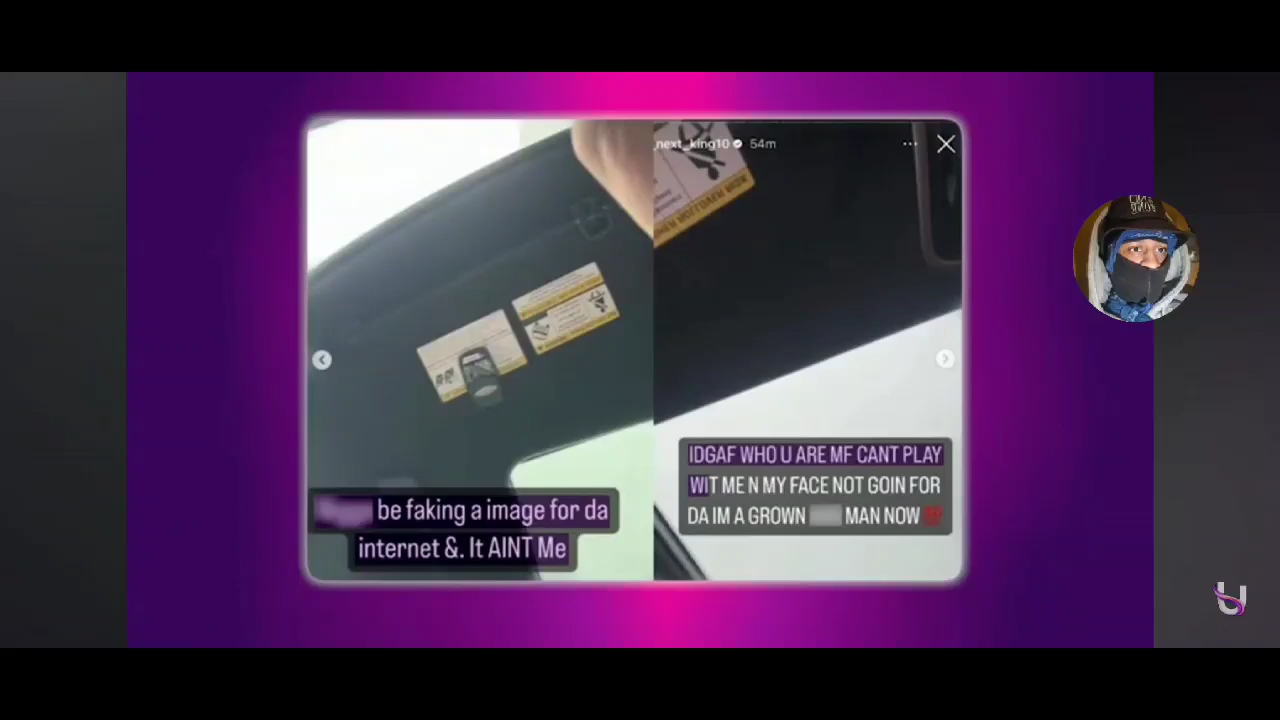 _next_king10 54m
be faking a image for da
internet &. It AINT Me
IDGAF WHO U ARE MF CANT PLAY
WIT ME N MY FACE NOT GOIN FOR
DA IM A GROWN MAN NOW 💯